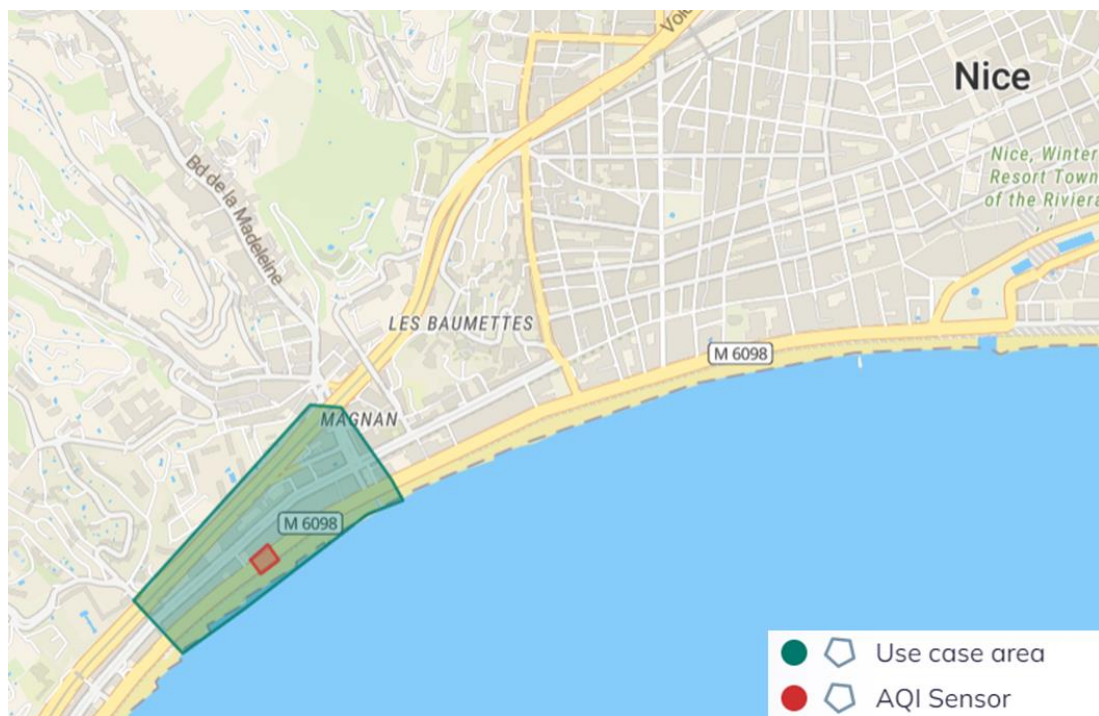 Voie
Nice
Nice, Winter
Resort Town
of the Riviera
Bd de la Madeleine
LES BAUMETTES
M 6098
MAGNAN
M 6098
Use case area
AQI Sensor